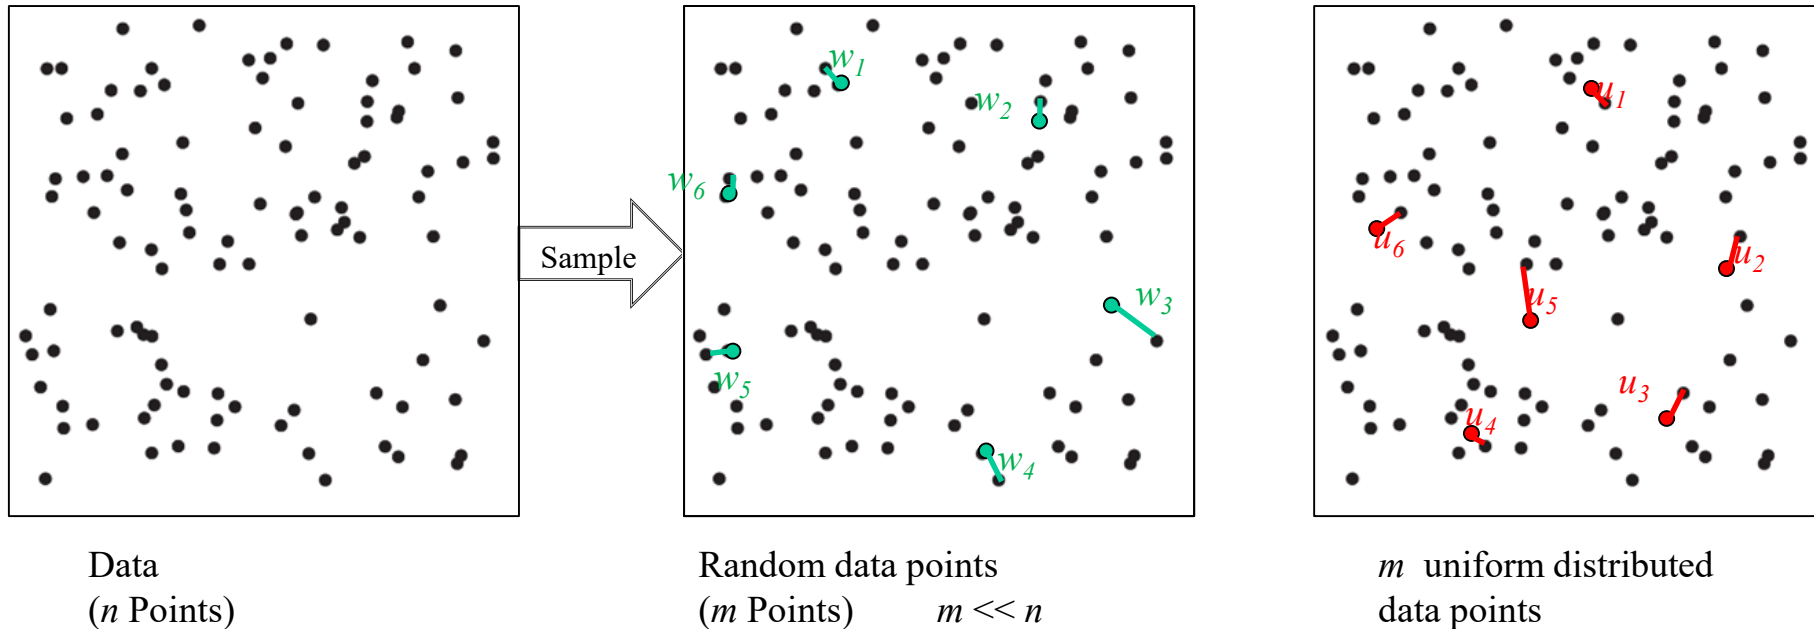 w1
w2
w6
w3
w5
w4
Sample
u1
u6
u2
u5
u3
u4
Data
(n Points)
Random data points
(m Points) m << n
m uniform distributed
data points